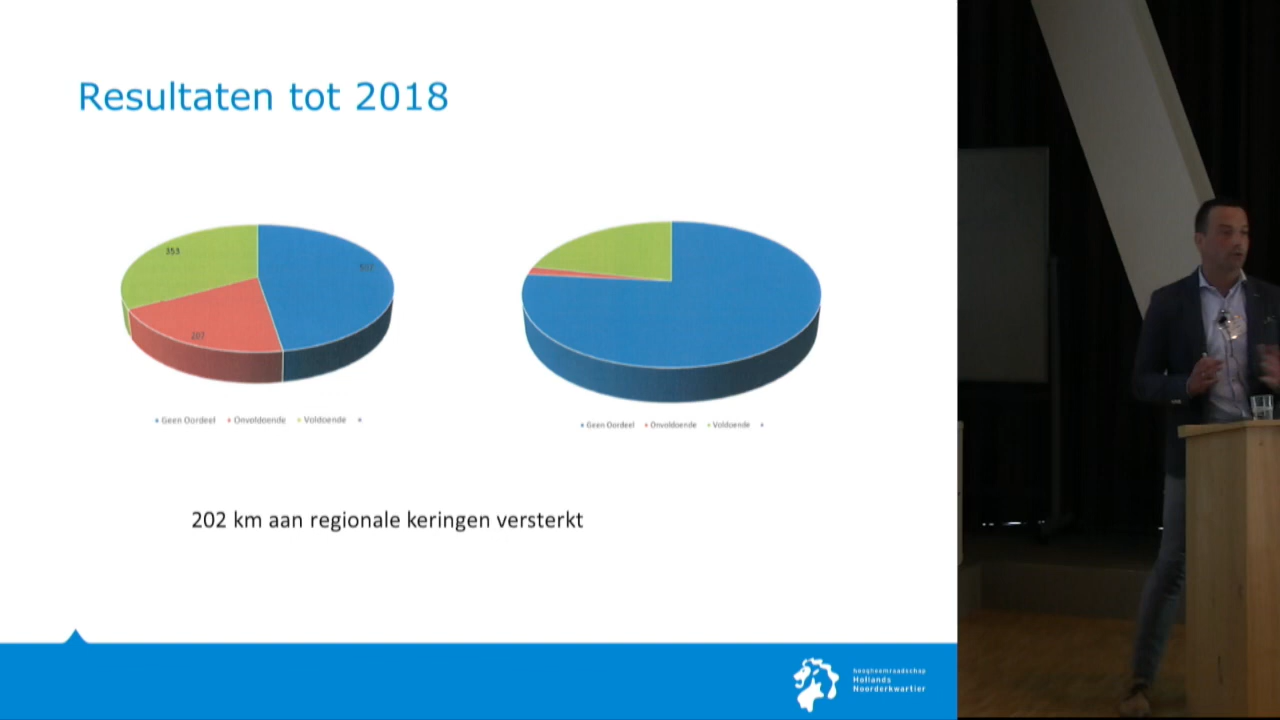 Resultaten tot 2018
353
207
Geen Oordeel Onvoldoende Voldoende
Geen Oordeel Onvoldoende Voldoende
202 km aan regionale keringen versterkt
hoogheemraadschap
Hollands
Noorderkwartier